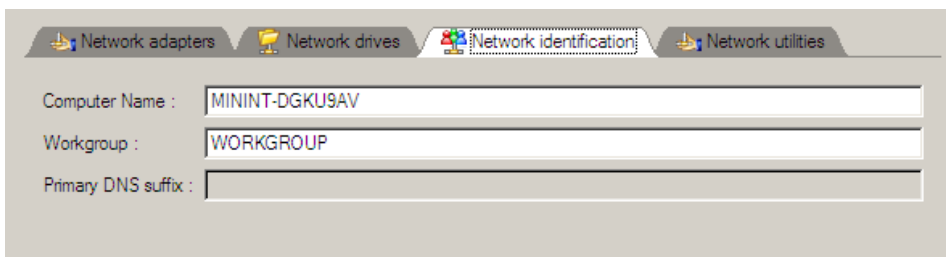 Network adapters Network drives Network identification Network utilities
Computer Name : MININT-DGKU9AV
Workgroup : WORKGROUP
Primary DNS suffix :